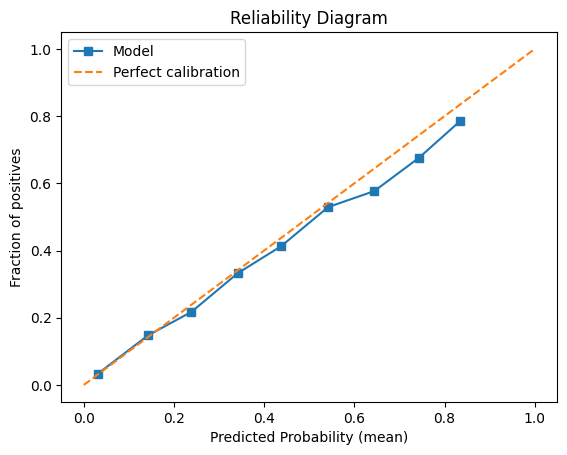 Reliability Diagram
Model
Perfect calibration
Fraction of positives
1.0
0.8
0.6
0.4
0.2
0.0
0.0 0.2 0.4 0.6 0.8 1.0
Predicted Probability (mean)